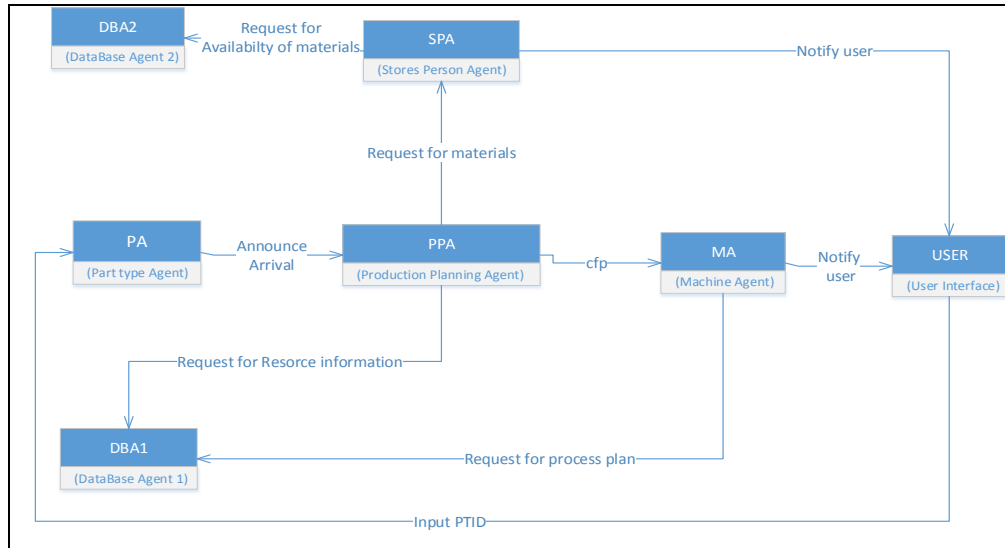 DBA2
(DataBase Agent 2)
Request for
Availabilty of materials
SPA
(Stores Person Agent)
Notify user
Request for materials
PA
(Part type Agent)
Announce
Arrival
PPA
(Production Planning Agent)
cfp
MA
(Machine Agent)
Notify
user
USER
(User Interface)
Request for Resorce information
DBA1
(DataBase Agent 1)
Request for process plan
Input PTID